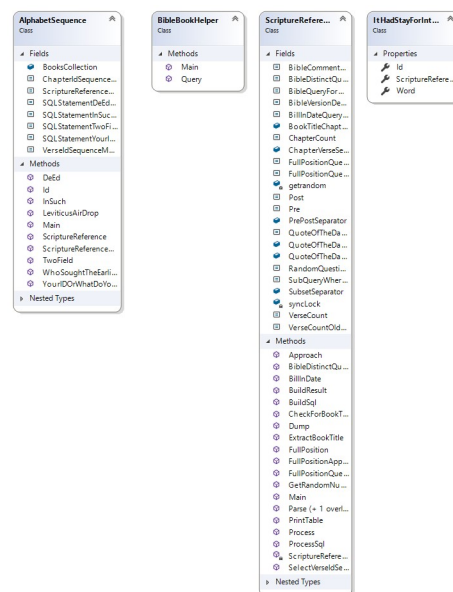 AlphabetSequence
Class
Fields
BooksCollection
ChapterIdSequence...
ScriptureReference...
SQLStatementDeEd...
SQLStatementInSuc...
SQLStatementTwoFi...
SQLStatementYourI...
VerseIdSequenceM...
Methods
DeEd
Id
InSuch
LeviticusAirDrop
Main
ScriptureReference
ScriptureReference...
TwoField
WhoSoughtTheEarli...
YourIDOrWhatDoYo...
Nested Types
BibleBookHelper
Class
Methods
Main
Query
ScriptureRefere...
Class
Fields
BibleComment...
BibleDistinctQu...
BibleQueryFor...
BibleVersionDe...
BillInDateQuery...
BookTitleChapt...
ChapterCount
ChapterVerseSe...
FullPositionQue...
FullPositionQue...
getrandom
Post
Pre
PrePostSeparator
QuoteOfTheDa...
QuoteOfTheDa...
QuoteOfTheDa...
RandomQuesti...
SubQueryWher...
SubsetSeparator
syncLock
VerseCount
VerseCountOld...
Methods
Approach
BibleDistinctQu...
BillInDate
BuildResult
BuildSql
CheckForBookT...
Dump
ExtractBookTitle
FullPosition
FullPositionApp...
FullPositionQue...
GetRandomNu...
Main
Parse (+ 1 overl...
PrintTable
Process
ProcessSql
ScriptureRefere...
SelectVerseIdSe...
Nested Types
ItHadStayForInt...
Class
Properties
Id
ScriptureRefere...
Word